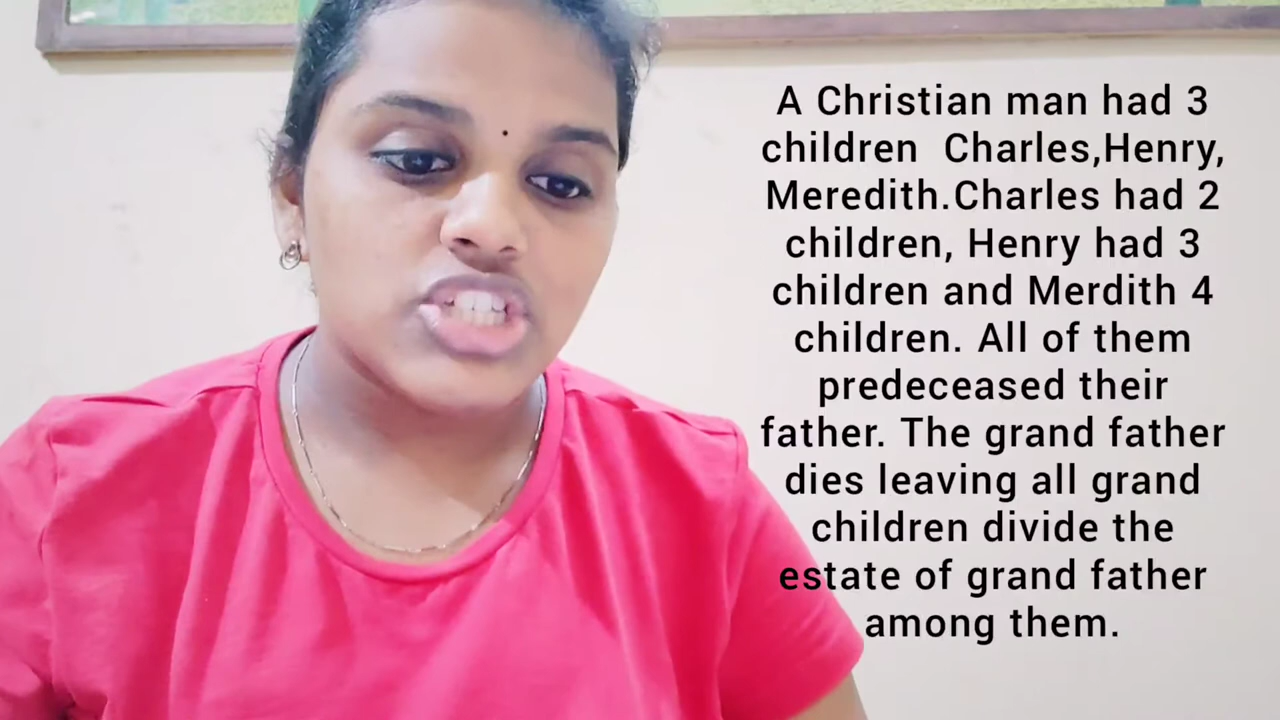 A Christian man had 3
children  Charles,Henry,
Meredith.Charles had 2
children, Henry had 3
children and Merdith 4
children. All of them
predeceased their
father. The grand father
dies leaving all grand
children divide the
estate of grand father
among them.